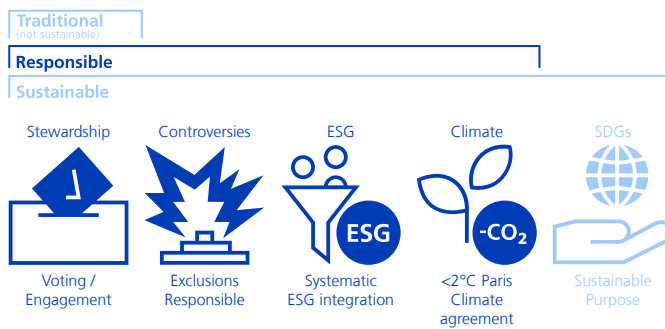 Traditional
(not sustainable)
Responsible
Sustainable
Stewardship
Controversies
ESG
Climate
SDGs
ESG
-CO₂
Voting /
Engagement
Exclusions
Responsible
Systematic
ESG integration
<2°C Paris
Climate
agreement
Sustainable
Purpose